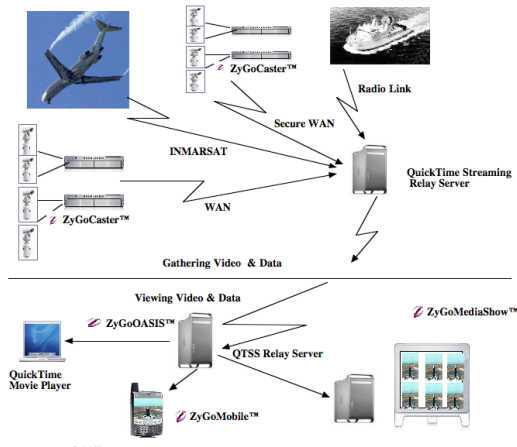 ZyGoCaster™
Radio Link
Secure WAN
INMARSAT
QuickTime Streaming
Relay Server
WAN
ZyGoCaster™
Gathering Video & Data
Viewing Video & Data
ZyGoMediaShow™
ZyGoOASIS™
QTSS Relay Server
QuickTime
Movie Player
ZyGoMobile™